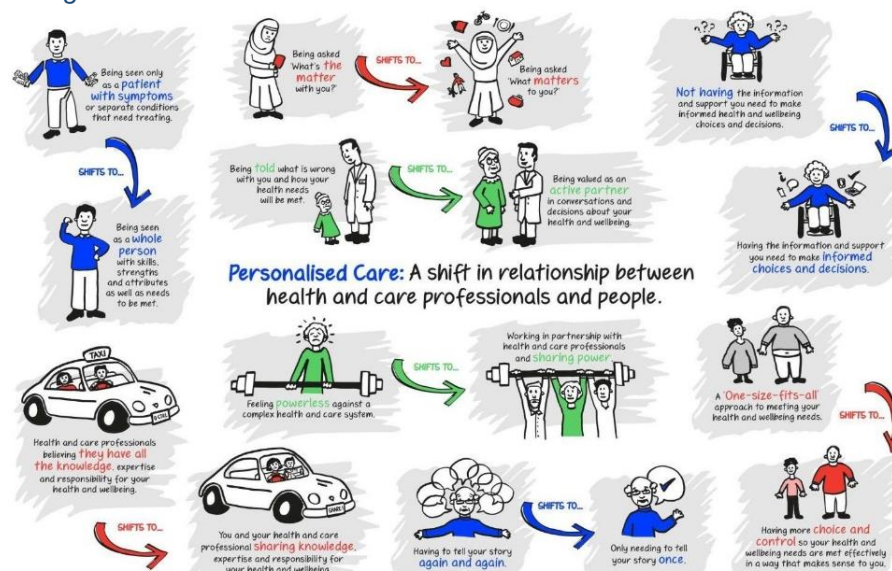 Being seen only
as a patient
with symptoms
or separate conditions
that need treating.
SHIFTS TO...
Being seen
as a whole
person
with skills,
strengths
and attributes
as well as needs
to be met.
Being asked
'What's the
matter
with you?'
SHIFTS TO...
Being asked
'What matters
to you?'
Not having the information
and support you need to make
informed health and wellbeing
choices and decisions.
SHIFTS TO...
Having the information and support
you need to make informed
choices and decisions.
Being told what is wrong
with you and how your
health needs
will be met.
SHIFTS TO...
Being valued as an
active partner
in conversations and
decisions about your
health and wellbeing.
Personalised Care: A shift in relationship between
health and care professionals and people.
TAXI
Health and care professionals
believing they have all
the knowledge, expertise
and responsibility for your
health and wellbeing.
SHIFTS TO...
You and your health and care
professional sharing knowledge,
expertise and responsibility for
your health and wellbeing
Feeling powerless against a
complex health and care system.
SHIFTS TO...
Working in partnership with
health and care professionals
and sharing power.
Having to tell your story
again and again.
SHIFTS TO...
Only needing to tell
your story once.
A 'One-size-fits-all'
approach to meeting your
health and wellbeing needs.
SHIFTS TO...
Having more choice and
control so your health and
wellbeing needs are met effectively
in a way that makes sense to you.